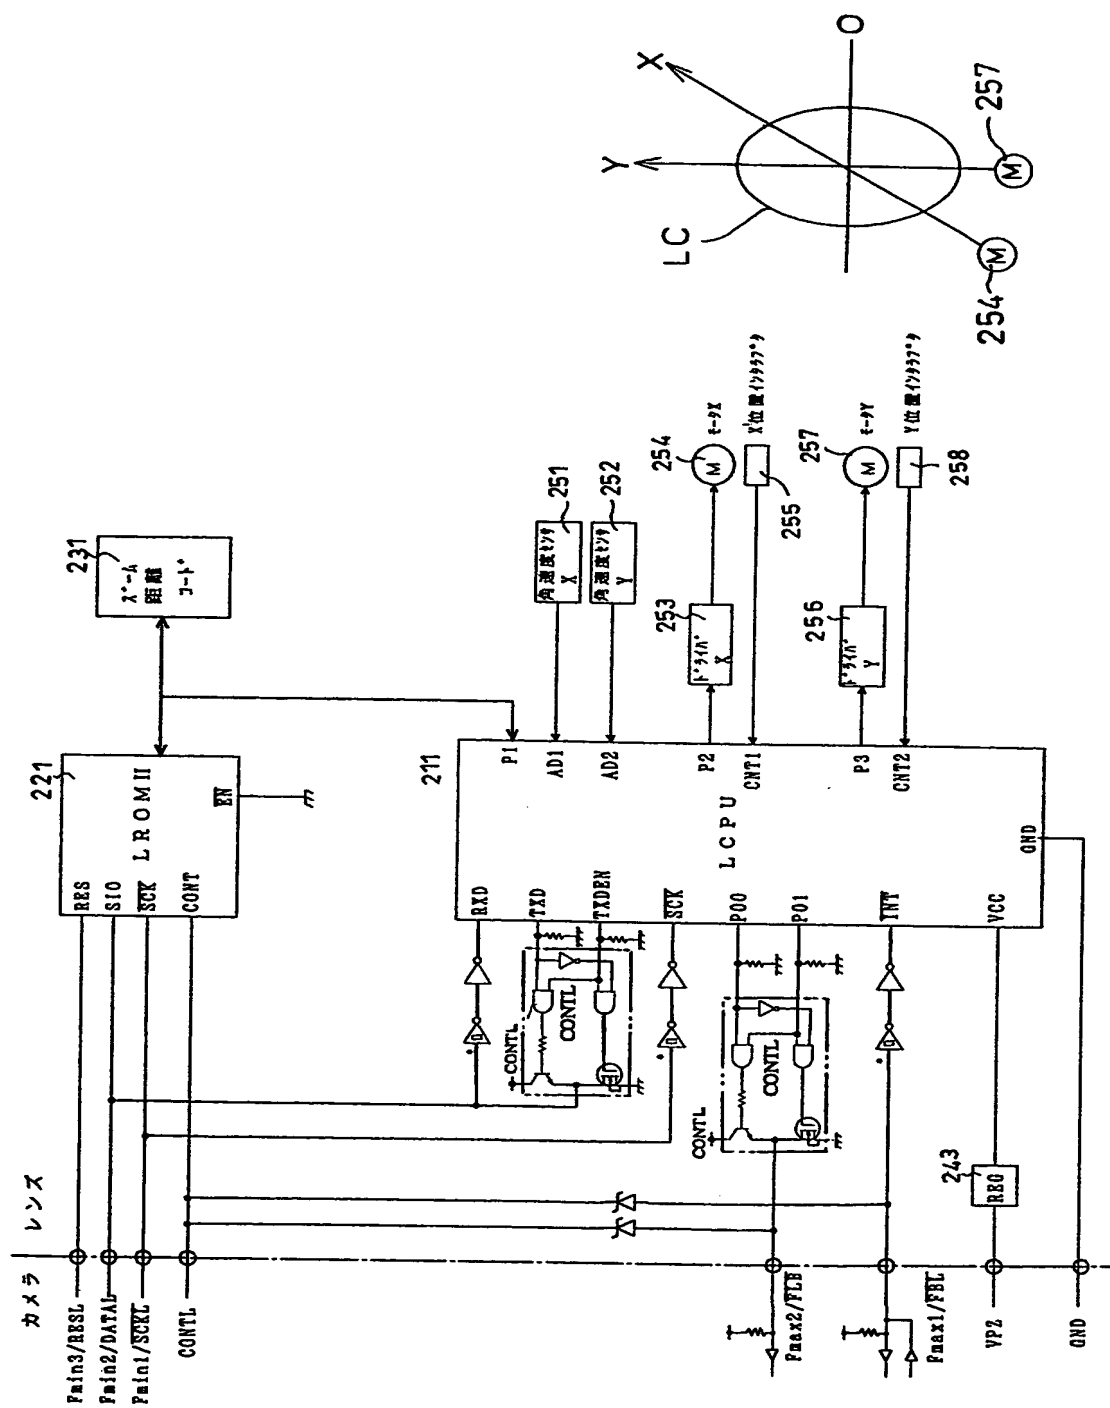 カメラ
レンズ
Fmin3/RESL
Fmin2/DATAL
Fmin1/SCKL
CONTL
RES
SIO
SCK
CONT
221
LROMII
EN
231
ズーム
距離
コード
Fmax2/FLB
Fmax1/FBL
VPZ
GND
243
REG
CONTL
CONTL
CONTL
CONTL
RXD
TXD
TXDEN
SCK
P00
P01
INT
VCC
211
LCPU
GND
P1
AD1
AD2
P2
CNT1
P3
CNT2
角速度センサ
X
251
角速度センサ
Y
252
253
ドライバ
X
254
M
モータX
X位置インタラプタ
255
256
ドライバ
Y
257
M
モータY
Y位置インタラプタ
258
LC
Y
X
O
M
254
M
257